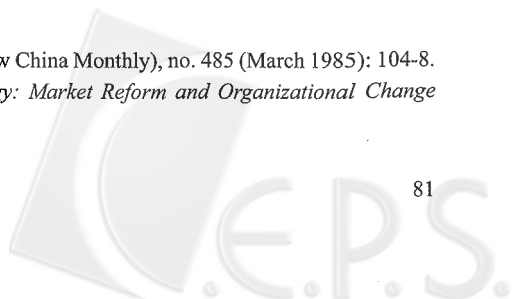 China Monthly), no. 485 (March 1985): 104-8.
Market Reform and Organizational Change
81
C.E.P.S.